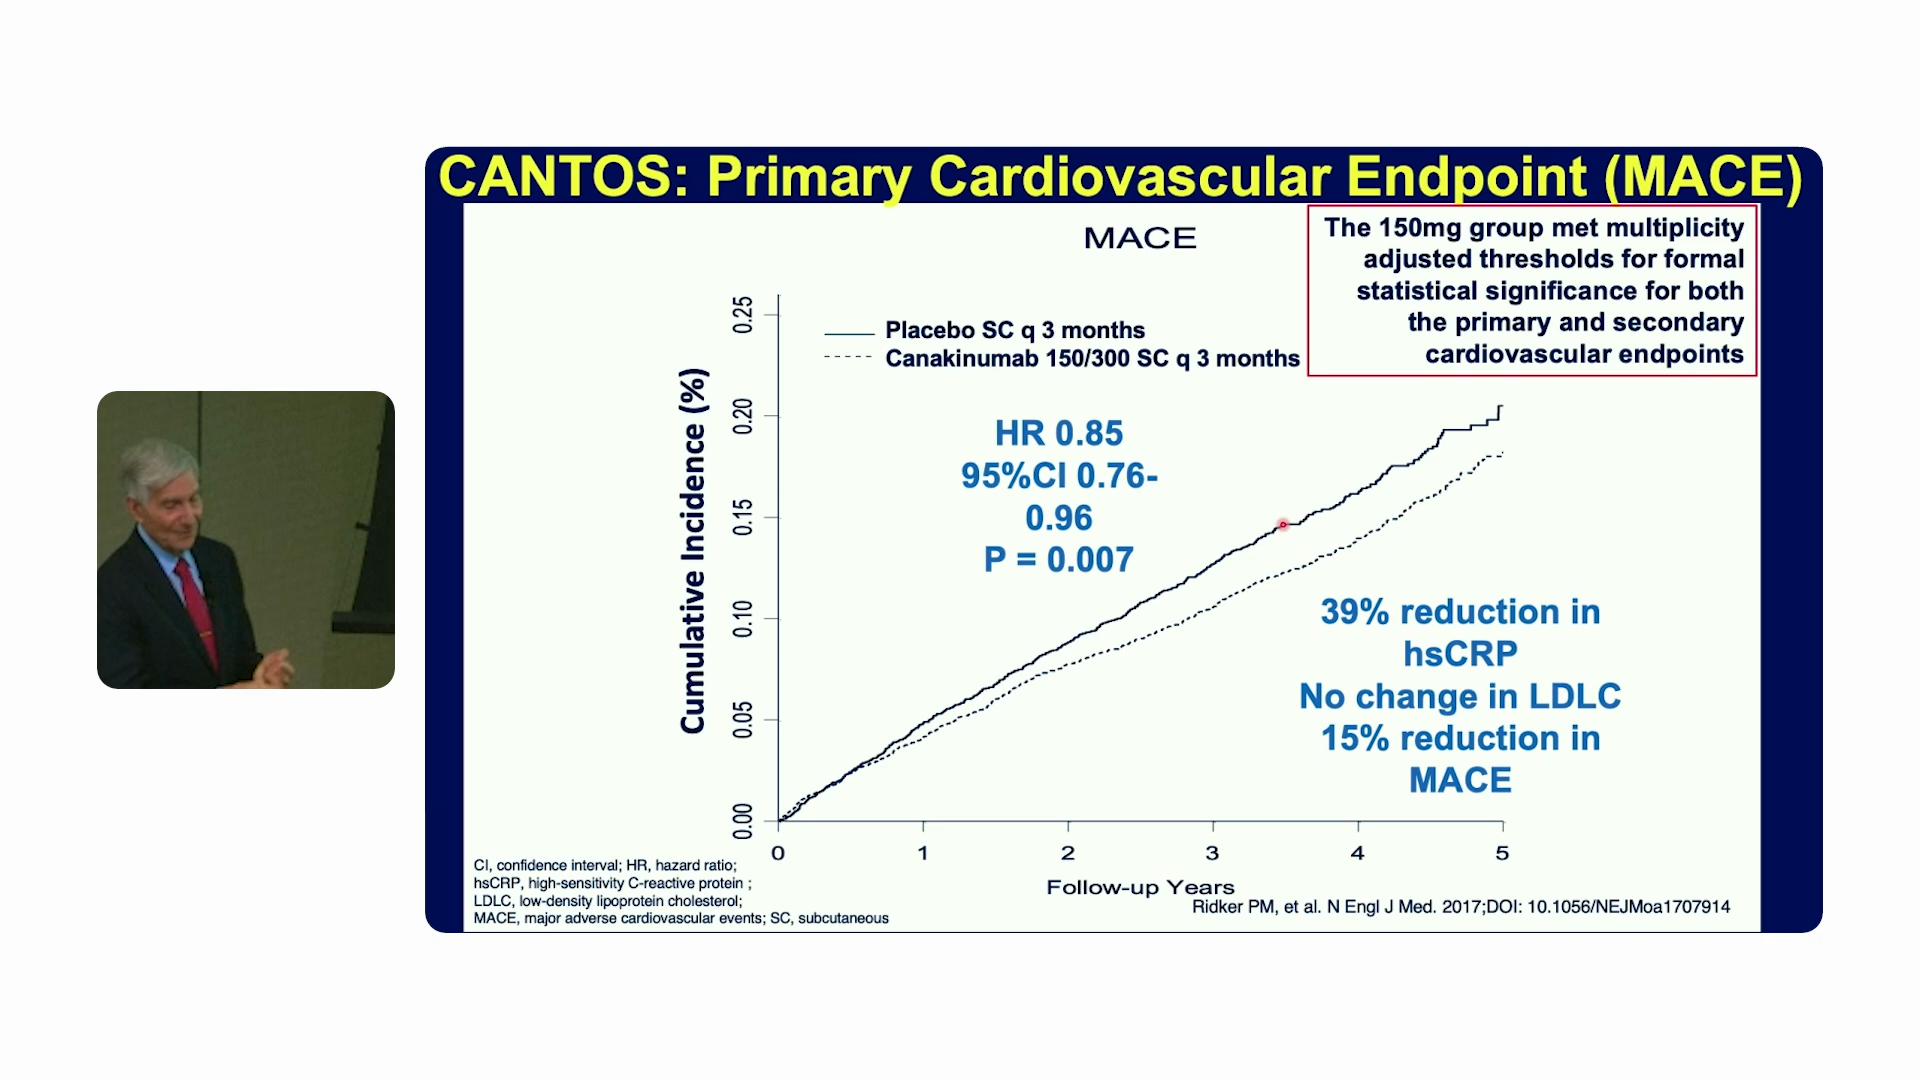 CANTOS: Primary Cardiovascular Endpoint (MACE)
MACE
The 150mg group met multiplicity
adjusted thresholds for formal
statistical significance for both
the primary and secondary
cardiovascular endpoints
Placebo SC q 3 months
Canakinumab 150/300 SC q 3 months
HR 0.85
95%CI 0.76-
0.96
P = 0.007
39% reduction in
hsCRP
No change in LDLC
15% reduction in
MACE
Cumulative Incidence (%)
0.25
0.20
0.15
0.10
0.05
0.00
0 1 2 3 4 5
Follow-up Years
CI, confidence interval; HR, hazard ratio;
hsCRP, high-sensitivity C-reactive protein ;
LDLC, low-density lipoprotein cholesterol;
MACE, major adverse cardiovascular events; SC, subcutaneous
Ridker PM, et al. N Engl J Med. 2017;DOI: 10.1056/NEJMoa1707914